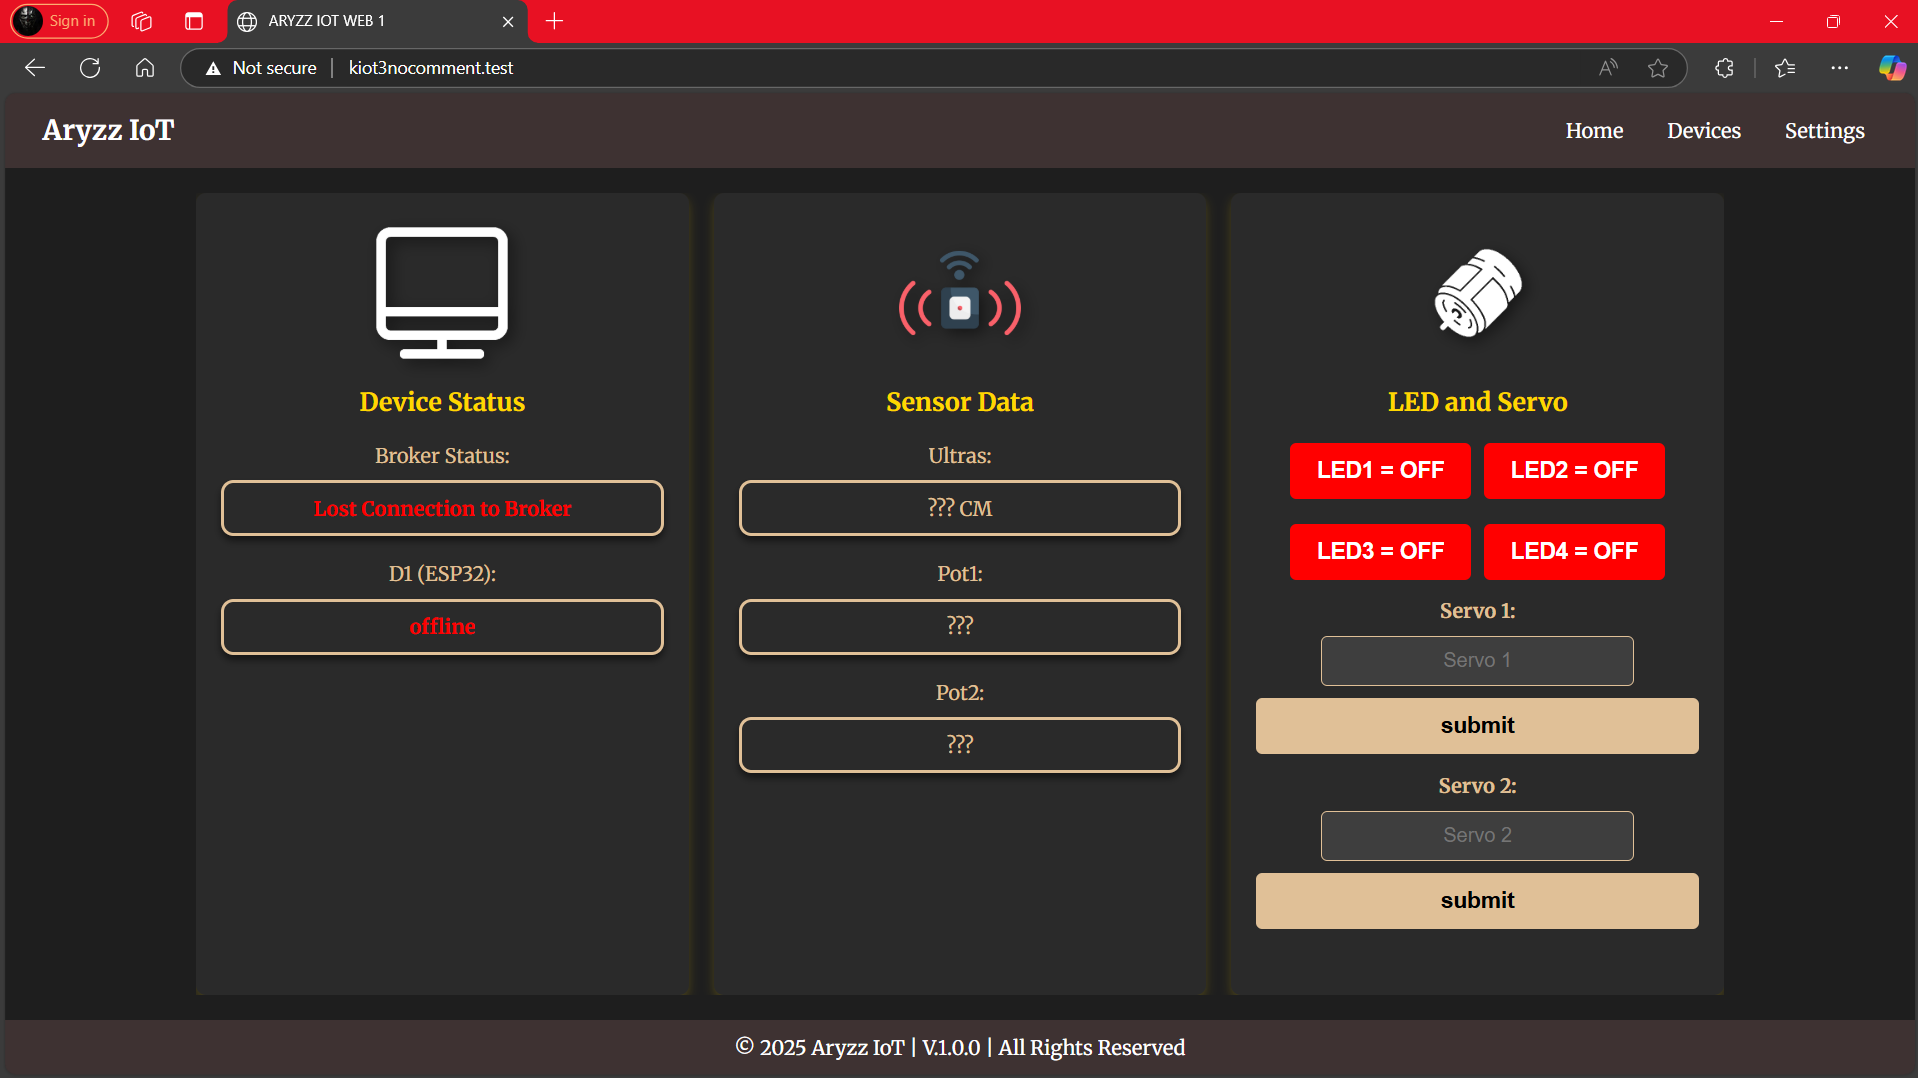 Sign in
ARYZZ IOT WEB 1
Not secure
kiot3nocomment.test
Aryzz IoT
Home
Devices
Settings
Device Status
Broker Status:
Lost Connection to Broker
D1 (ESP32):
offline
Sensor Data
Ultras:
??? CM
Pot1:
???
Pot2:
???
LED and Servo
LED1 = OFF
LED2 = OFF
LED3 = OFF
LED4 = OFF
Servo 1:
Servo 1
submit
Servo 2:
Servo 2
submit
© 2025 Aryzz IoT | V.1.0.0 | All Rights Reserved